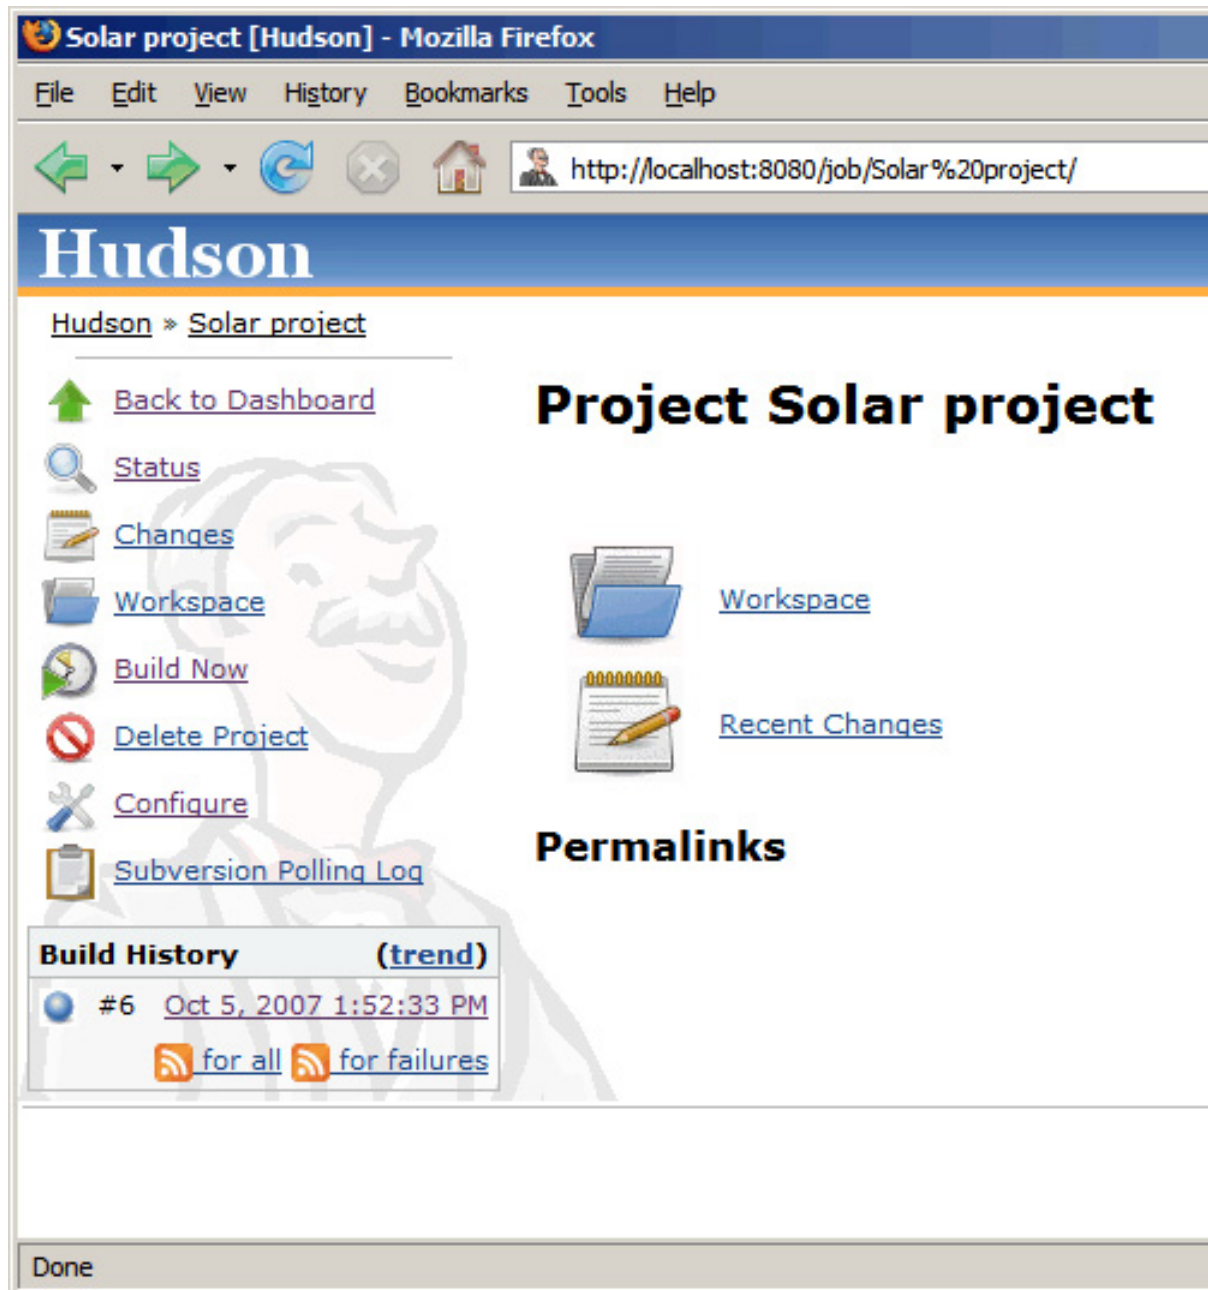 Solar project [Hudson] - Mozilla Firefox
File Edit View History Bookmarks Tools Help
http://localhost:8080/job/Solar%20project/
Hudson
Hudson » Solar project
Back to Dashboard
Status
Changes
Workspace
Build Now
Delete Project
Configure
Subversion Polling Log
Build History (trend)
#6 Oct 5, 2007 1:52:33 PM
for all for failures
Project Solar project
Workspace
Recent Changes
Permalinks
Done